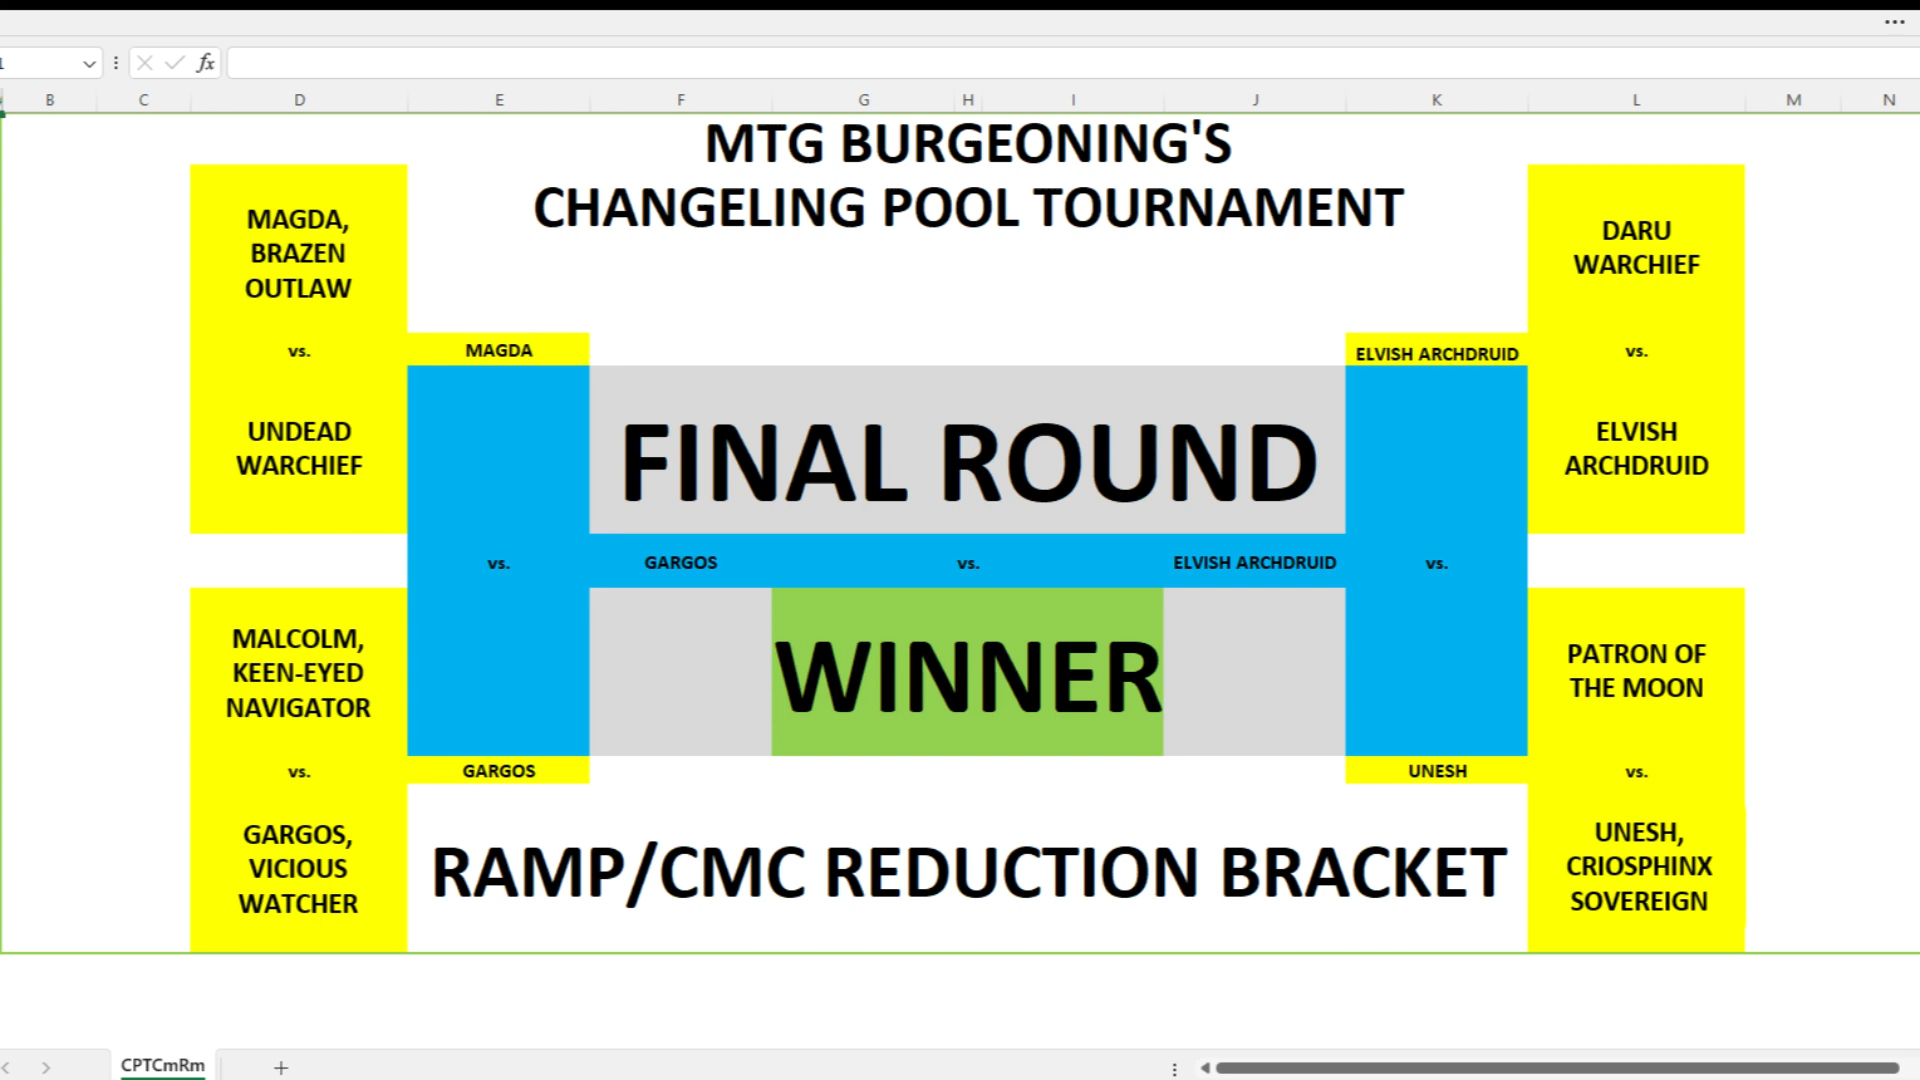 1
fx
B C D E F G H I J K L M N
MTG BURGEONING'S
CHANGELING POOL TOURNAMENT
MAGDA,
BRAZEN
OUTLAW
vs.
UNDEAD
WARCHIEF
MAGDA
vs.
GARGOS
MALCOLM,
KEEN-EYED
NAVIGATOR
vs.
GARGOS,
VICIOUS
WATCHER
FINAL ROUND
GARGOS vs. ELVISH ARCHDRUID
WINNER
ELVISH ARCHDRUID
vs.
UNESH
DARU
WARCHIEF
vs.
ELVISH
ARCHDRUID
PATRON OF
THE MOON
vs.
UNESH,
CRIOSPHINX
SOVEREIGN
RAMP/CMC REDUCTION BRACKET
CPTCmRm